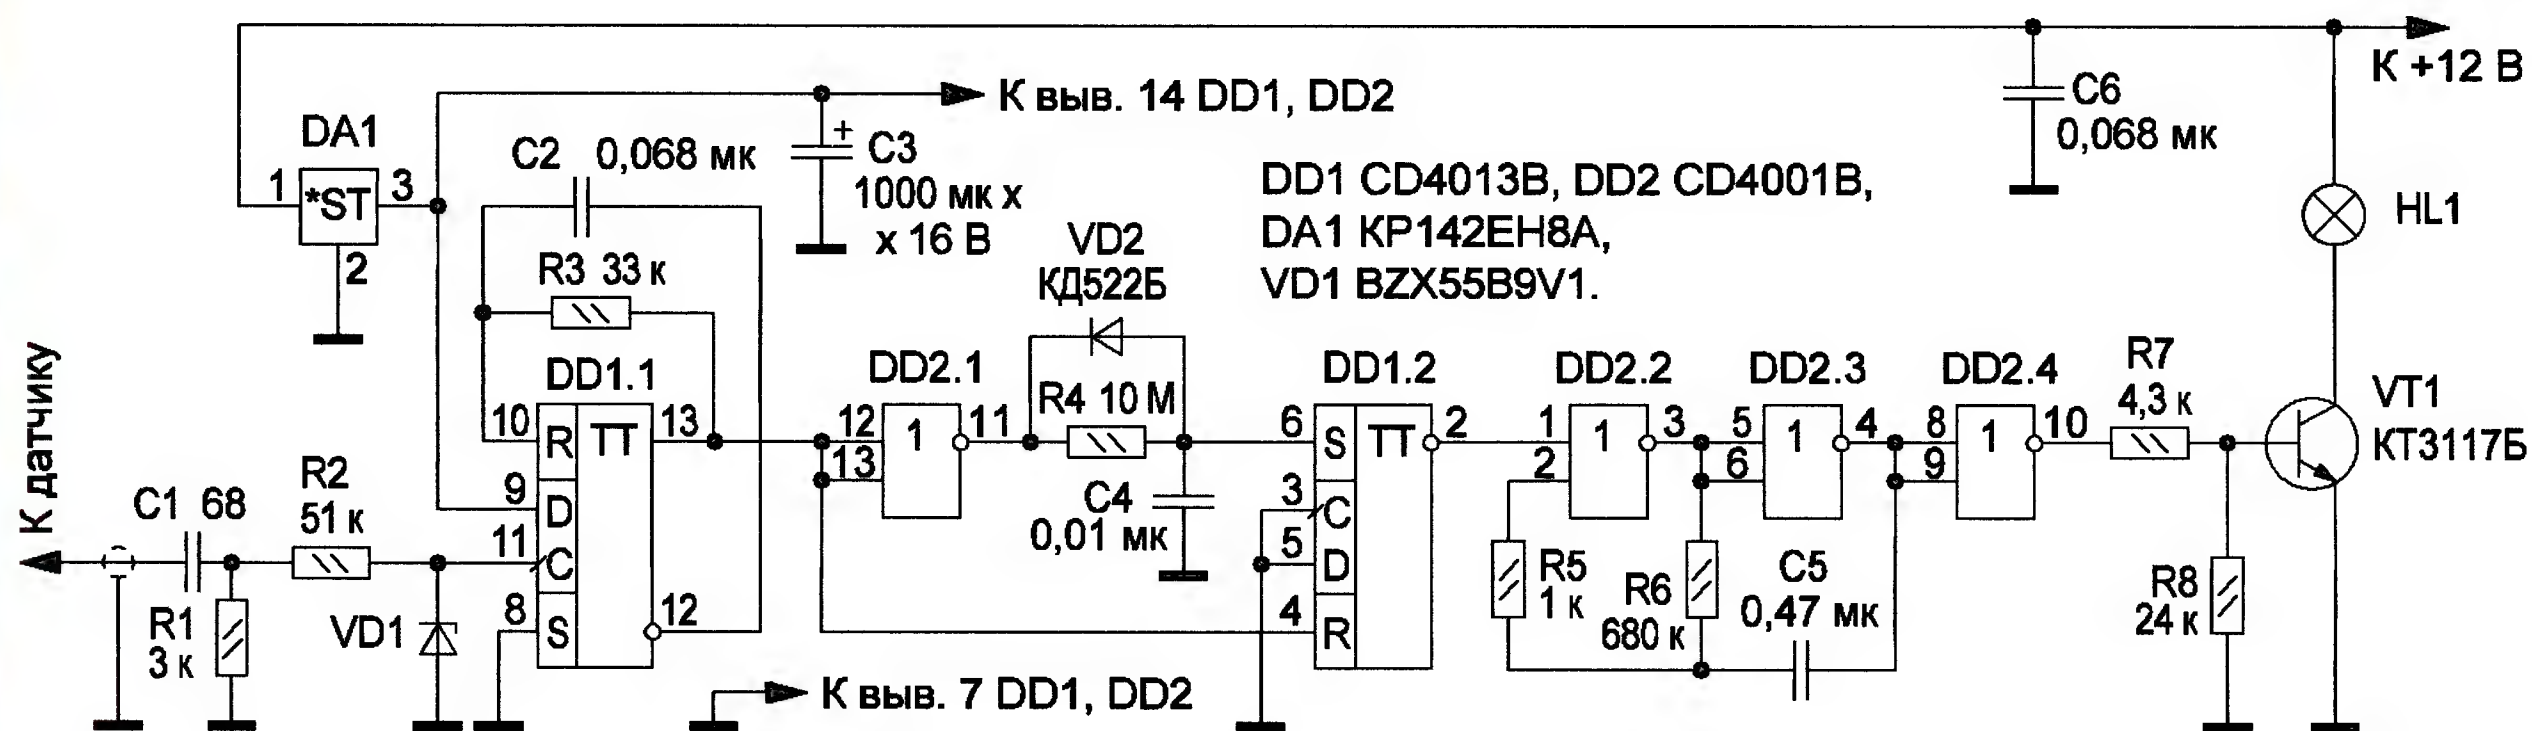 К +12 В
К выв. 14 DD1, DD2
C6
0,068 мк
DA1
1
*ST
3
2
C2 0,068 мк
+
C3
1000 мк x
x 16 В
DD1 CD4013B, DD2 CD4001B,
DA1 КР142ЕН8А,
VD1 BZX55B9V1.
HL1
R3 33 к
VD2
КД522Б
К датчику
C1 68
R1
3 к
R2
51 к
VD1
DD1.1
10
R
TT
13
9
D
11
C
8
S
12
DD2.1
12
13
1
11
R4 10 М
C4
0,01 мк
DD1.2
6
S
TT
2
3
C
5
D
4
R
DD2.2
1
2
1
3
R5
1 к
R6
680 к
DD2.3
5
6
1
4
C5
0,47 мк
DD2.4
8
9
1
10
R7
4,3 к
R8
24 к
VT1
КТ3117Б
К выв. 7 DD1, DD2